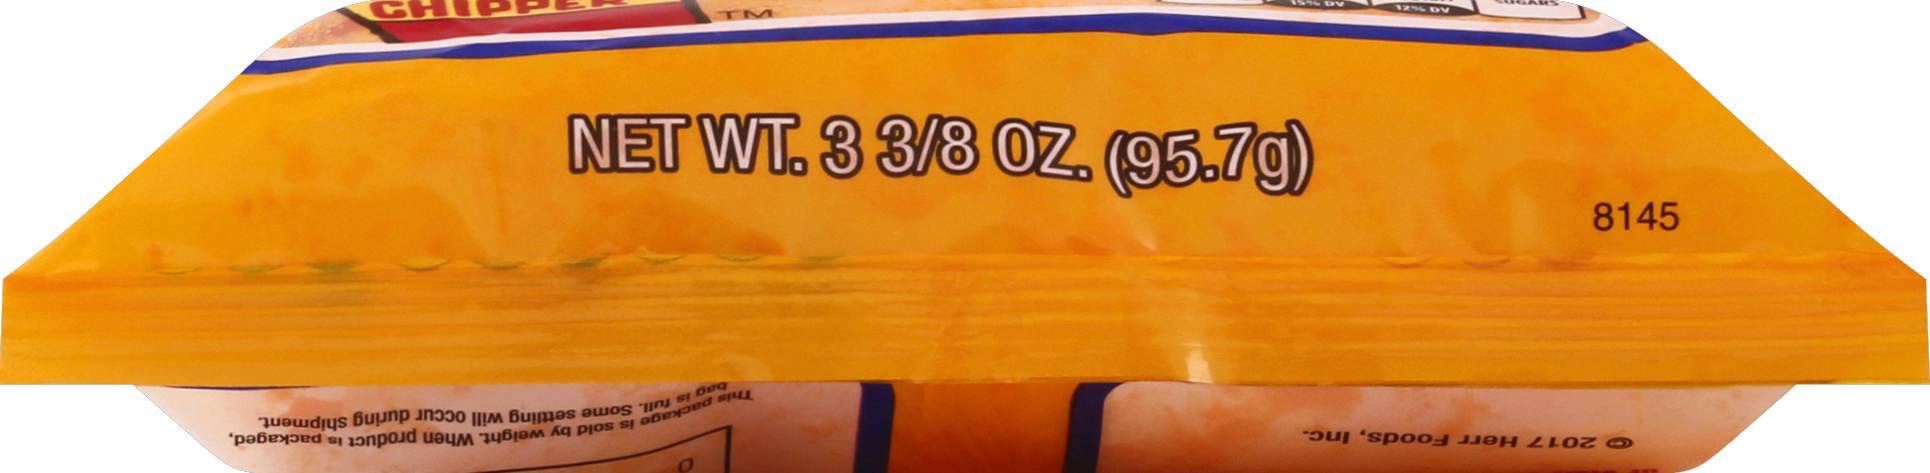 CHIPPER
TM
15% DV
12% DV
SUGARS
NET WT. 3 3/8 OZ. (95.7g)
8145
This package is sold by weight. When product is packaged,
bag is full. Some settling will occur during shipment.
© 2017 Herr Foods, Inc.